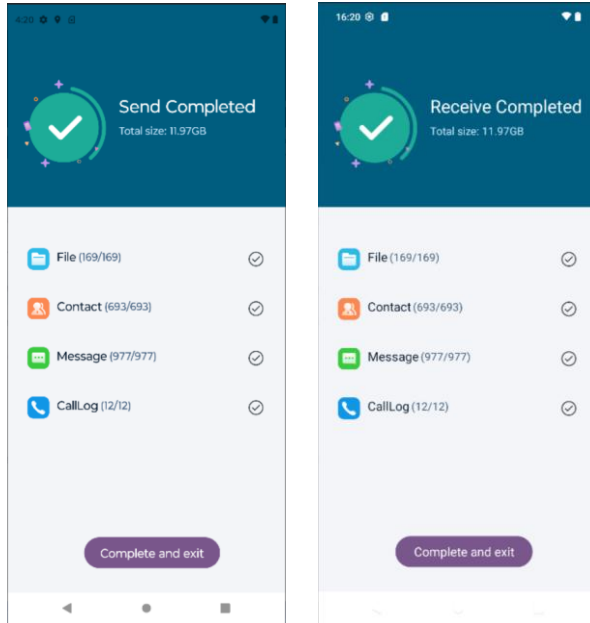 4:20
Send Completed
Total size: 11.97GB
File (169/169)
Contact (693/693)
Message (977/977)
CallLog (12/12)
Complete and exit
16:20
Receive Completed
Total size: 11.97GB
File (169/169)
Contact (693/693)
Message (977/977)
CallLog (12/12)
Complete and exit